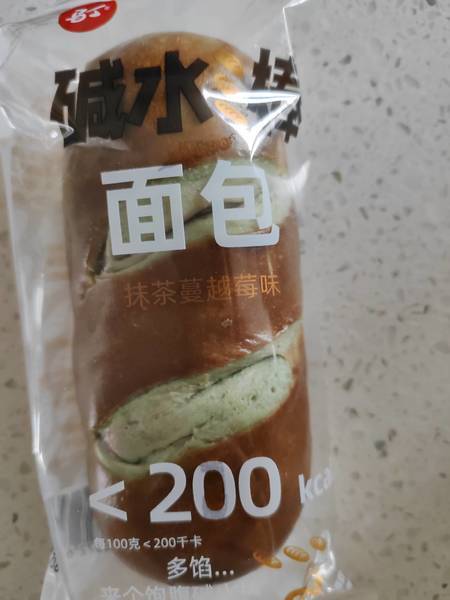 碱水棒
面包
抹茶蔓越莓味
<200 kca
每100克<200千卡
多馅...